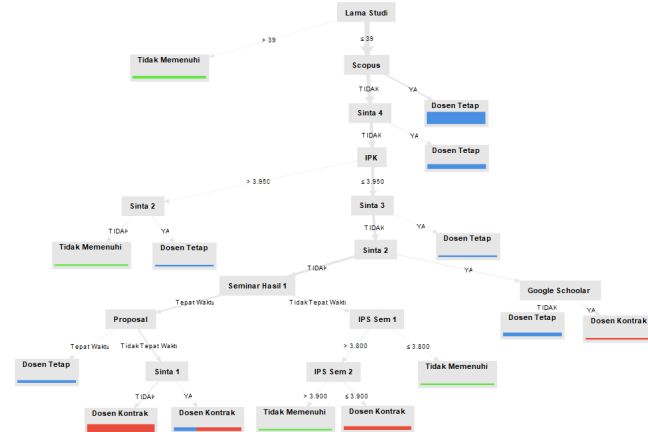 Lama Studi
> 39
≤ 39
Tidak Memenuhi
Scopus
TIDAK
YA
Sinta 4
Dosen Tetap
TIDAK
YA
IPK
Dosen Tetap
> 3.950
≤ 3.950
Sinta 2
Sinta 3
TIDAK
YA
TIDAK
YA
Tidak Memenuhi
Dosen Tetap
Sinta 2
Dosen Tetap
TIDAK
YA
Seminar Hasil 1
Google Schoolar
Tepat Waktu
Tidak Tepat Waktu
TIDAK
YA
Proposal
IPS Sem 1
Dosen Tetap
Dosen Kontrak
Tepat Waktu
Tidak Tepat Waktu
> 3.800
≤ 3.800
Dosen Tetap
Sinta 1
IPS Sem 2
Tidak Memenuhi
TIDAK
YA
> 3.900
≤ 3.900
Dosen Kontrak
Dosen Kontrak
Tidak Memenuhi
Dosen Kontrak